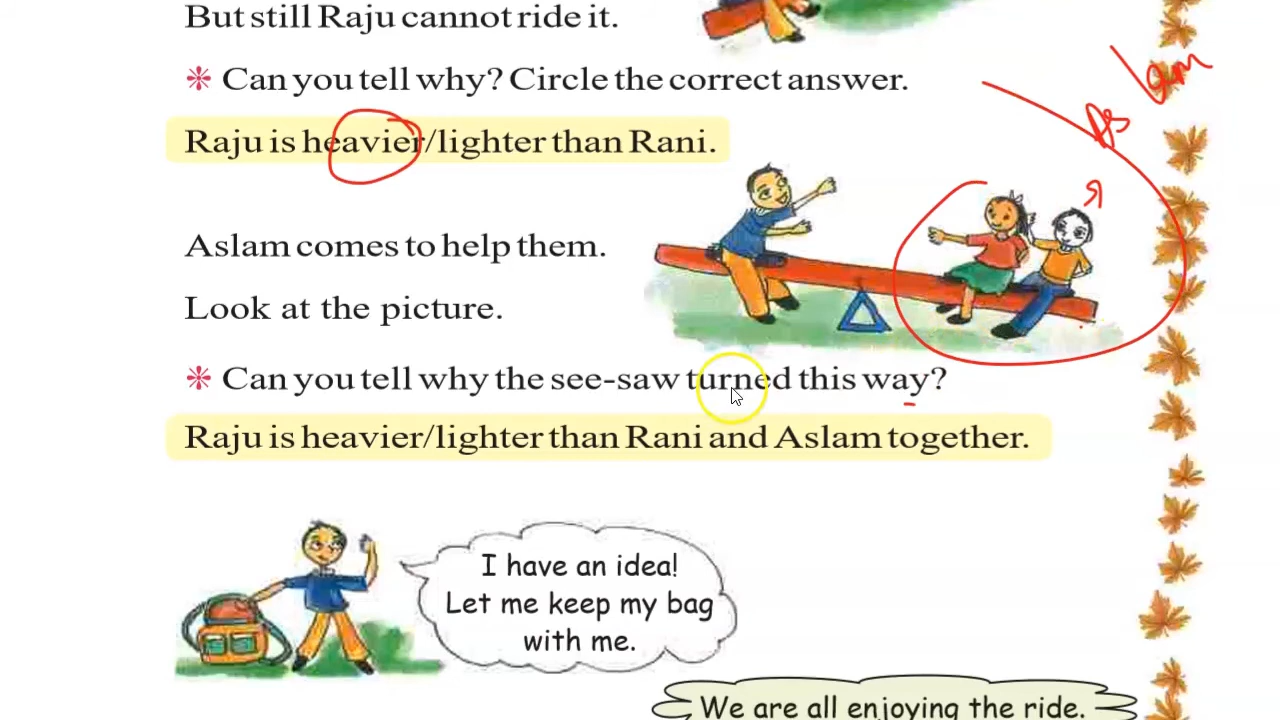 But still Raju cannot ride it.
Can you tell why? Circle the correct answer.
Raju is heavier/lighter than Rani.
Aslam comes to help them.
Look at the picture.
Can you tell why the see-saw turned this way?
Raju is heavier/lighter than Rani and Aslam together.
I have an idea!
Let me keep my bag
with me.
We are all enjoying the ride.
As lam